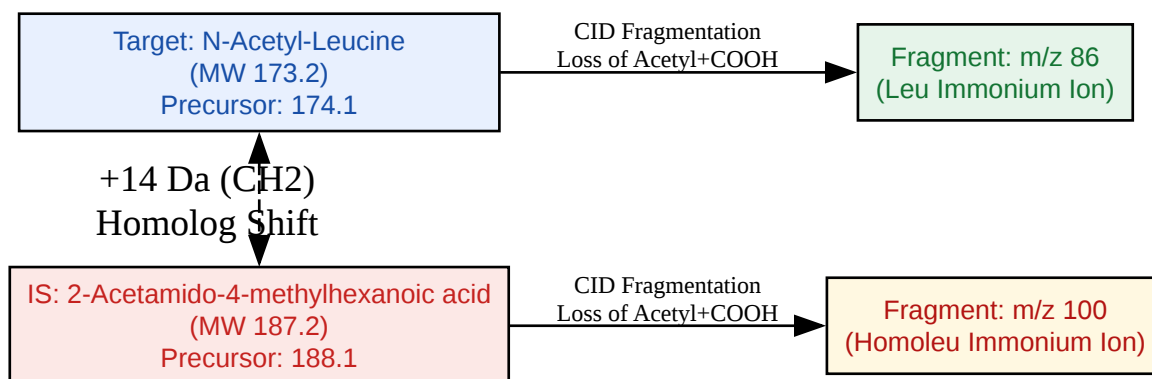 Target: N-Acetyl-Leucine
(MW 173.2)
Precursor: 174.1
CID Fragmentation
Loss of Acetyl+COOH
Fragment: m/z 86
(Leu Immonium Ion)
+14 Da (CH2)
Homolog Shift
IS: 2-Acetamido-4-methylhexanoic acid
(MW 187.2)
Precursor: 188.1
CID Fragmentation
Loss of Acetyl+COOH
Fragment: m/z 100
(Homoleu Immonium Ion)